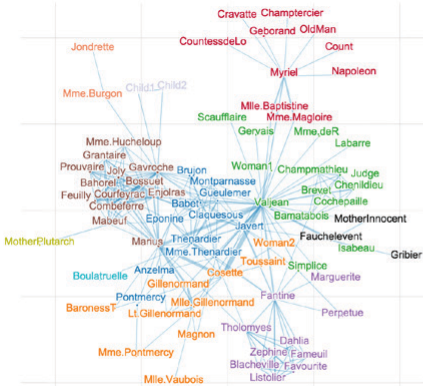 Cravatte
Champtercier
Geborand
OldMan
CountessdeLo
Count
Jondrette
Myriel
Napoleon
Child1
Child2
Mme.Burgon
Mlle.Baptistine
Scaufflaire
Mme.Magloire
Gervais
Mme.deR
Mme.Hucheloup
Labarre
Grantaire
Prouvaire
Joly
Gavroche
Brujon
Woman1
Champmathieu
Judge
Bahorel
Bossuet
Montparnasse
Chenildieu
Feuilly
Courfeyrac
Enjolras
Gueulemer
Brevet
Combeferre
Babet
Valjean
Cochepaille
Mabeuf
Eponine
Claquesous
Bamatabois
MotherInnocent
Javert
MotherPlutarch
Marius
Thenardier
Woman2
Fauchelevent
Mme.Thenardier
Isabeau
Gribier
Boulatruelle
Anzelma
Cosette
Toussaint
Simplice
Gillenormand
Marguerite
BaronessT
Pontmercy
Mlle.Gillenormand
Fantine
Lt.Gillenormand
Perpetue
Magnon
Tholomyes
Dahlia
Mme.Pontmercy
Zephine
Fameuil
Blacheville
Favourite
Mlle.Vaubois
Listolier